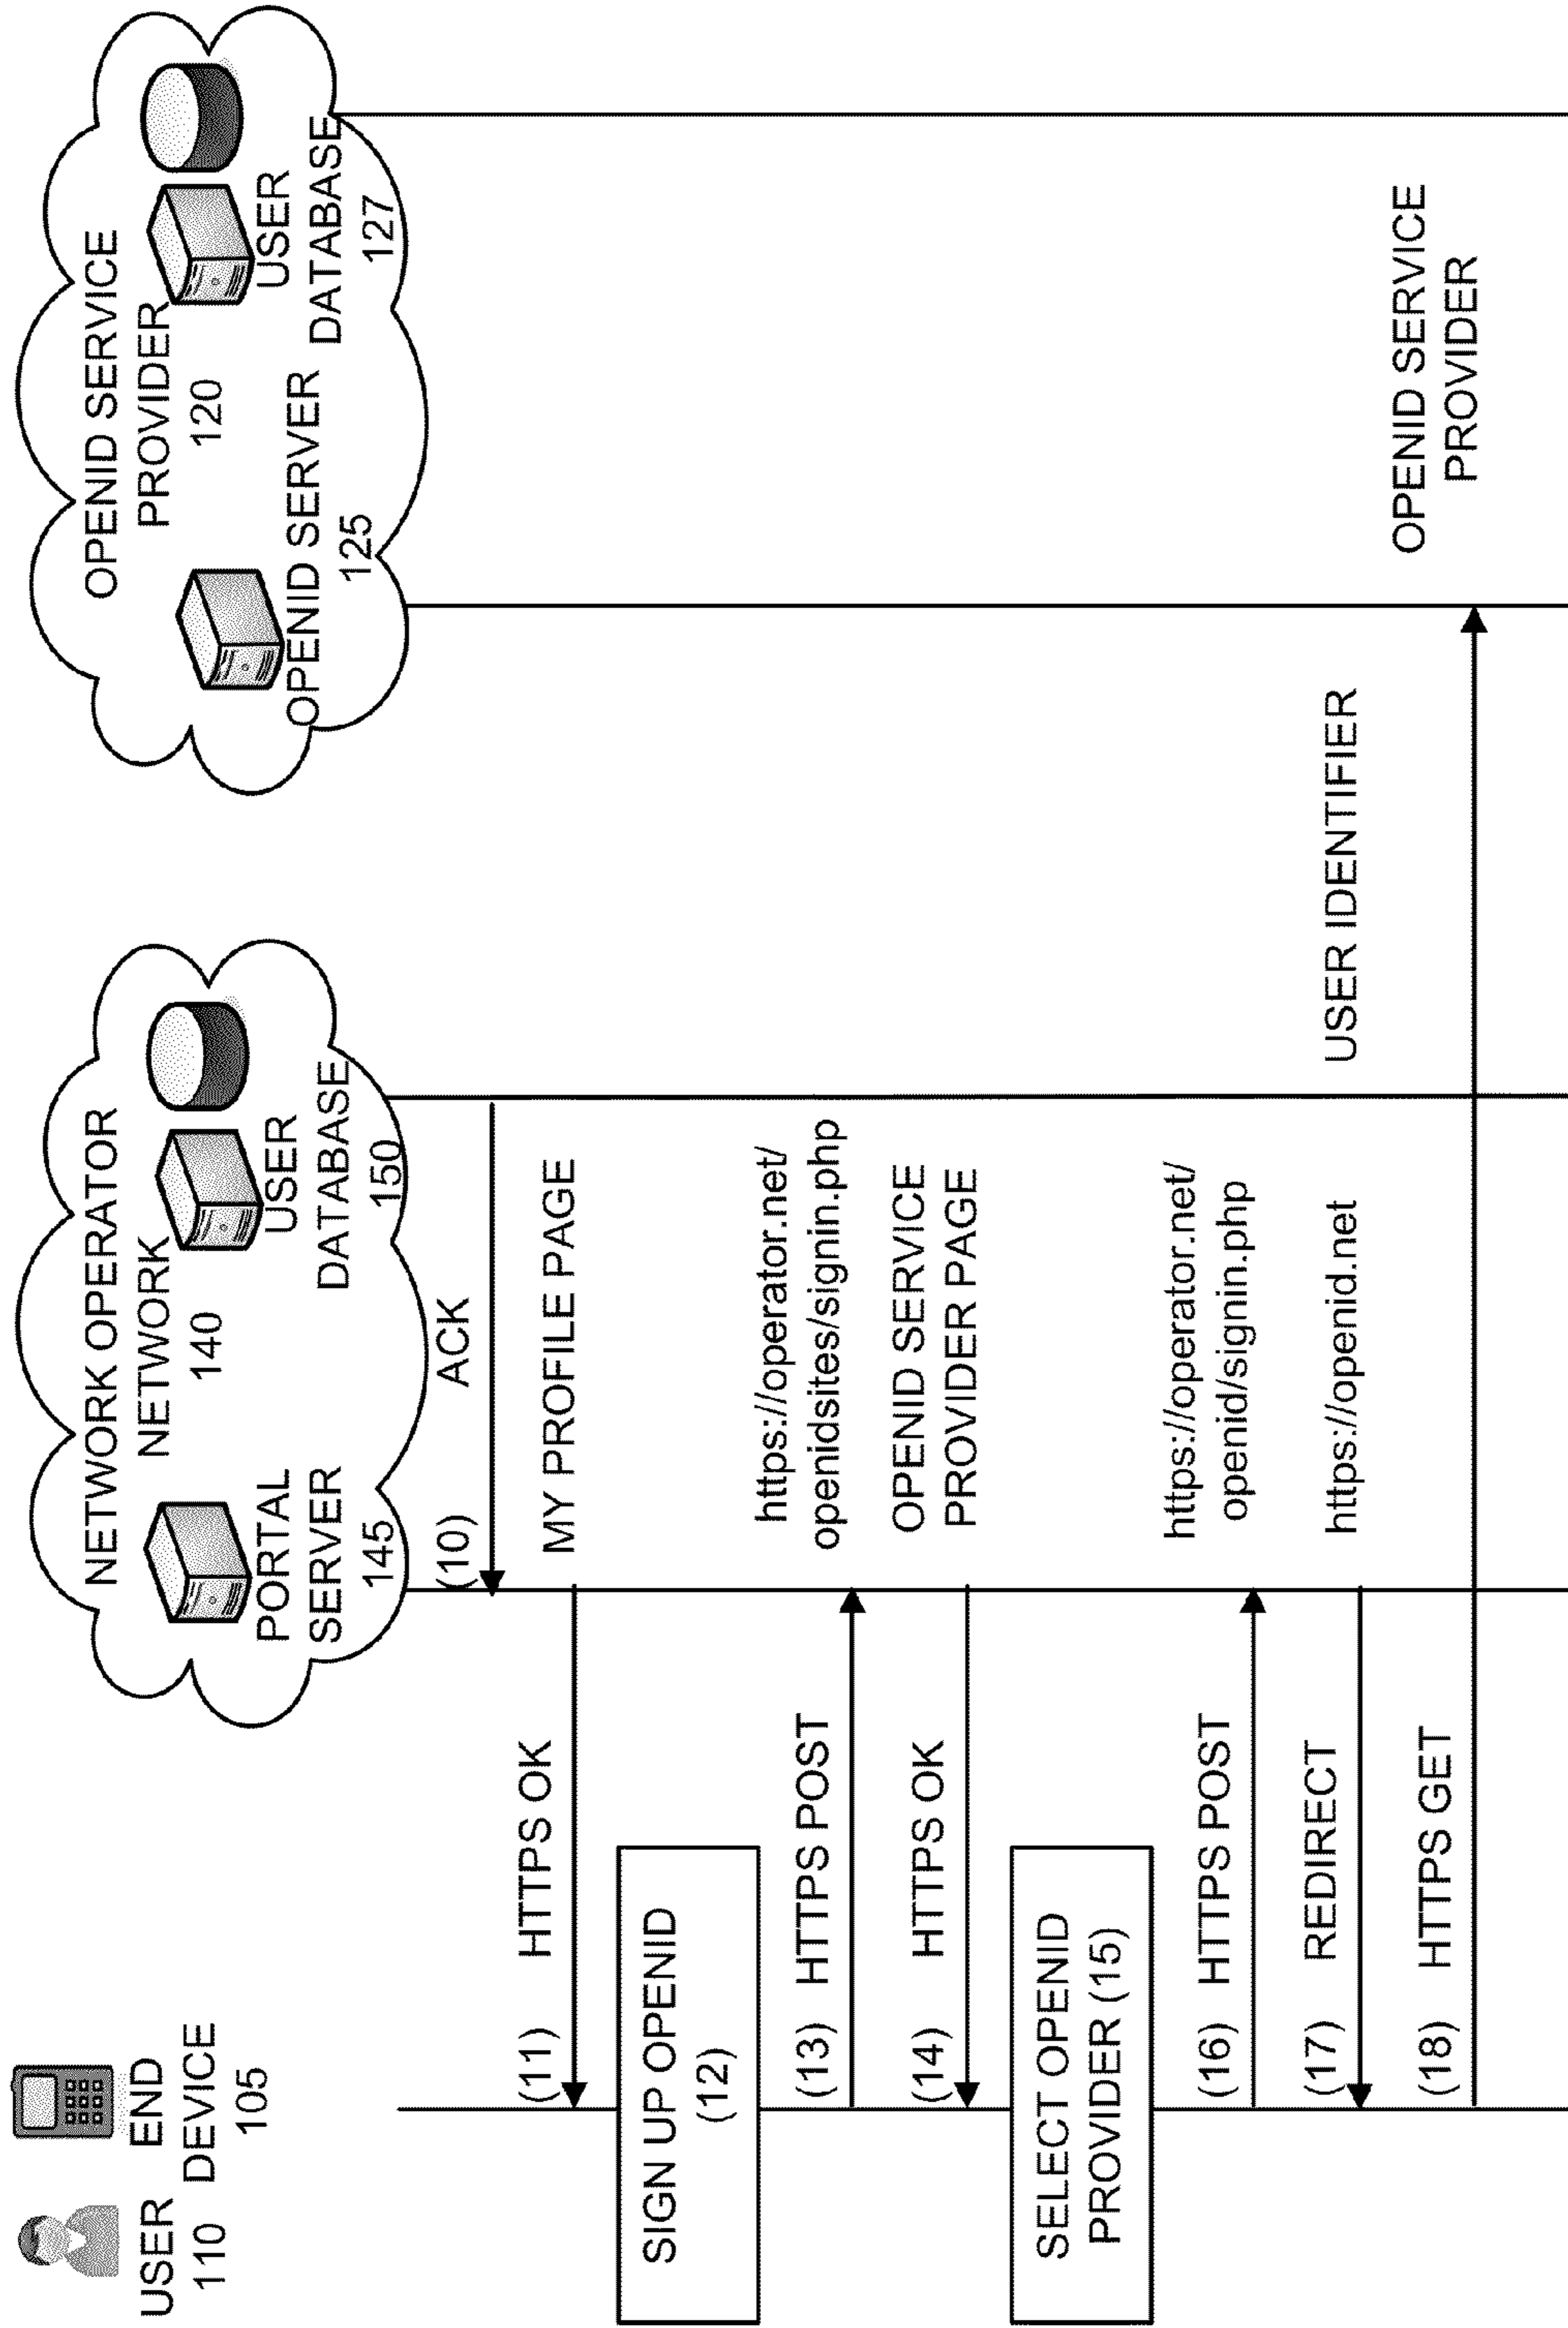 USER
110
END
DEVICE
105
NETWORK OPERATOR
NETWORK
140
PORTAL
SERVER
145
USER
DATABASE
150
OPENID SERVICE
PROVIDER
120
OPENID SERVER
125
USER
DATABASE
127
(10) ACK
(11) HTTPS OK
MY PROFILE PAGE
SIGN UP OPENID
(12)
(13) HTTPS POST
https://operator.net/
openidsites/signin.php
(14) HTTPS OK
OPENID SERVICE
PROVIDER PAGE
SELECT OPENID
PROVIDER (15)
(16) HTTPS POST
https://operator.net/
openid/signin.php
(17) REDIRECT
https://openid.net
USER IDENTIFIER
(18) HTTPS GET
OPENID SERVICE
PROVIDER